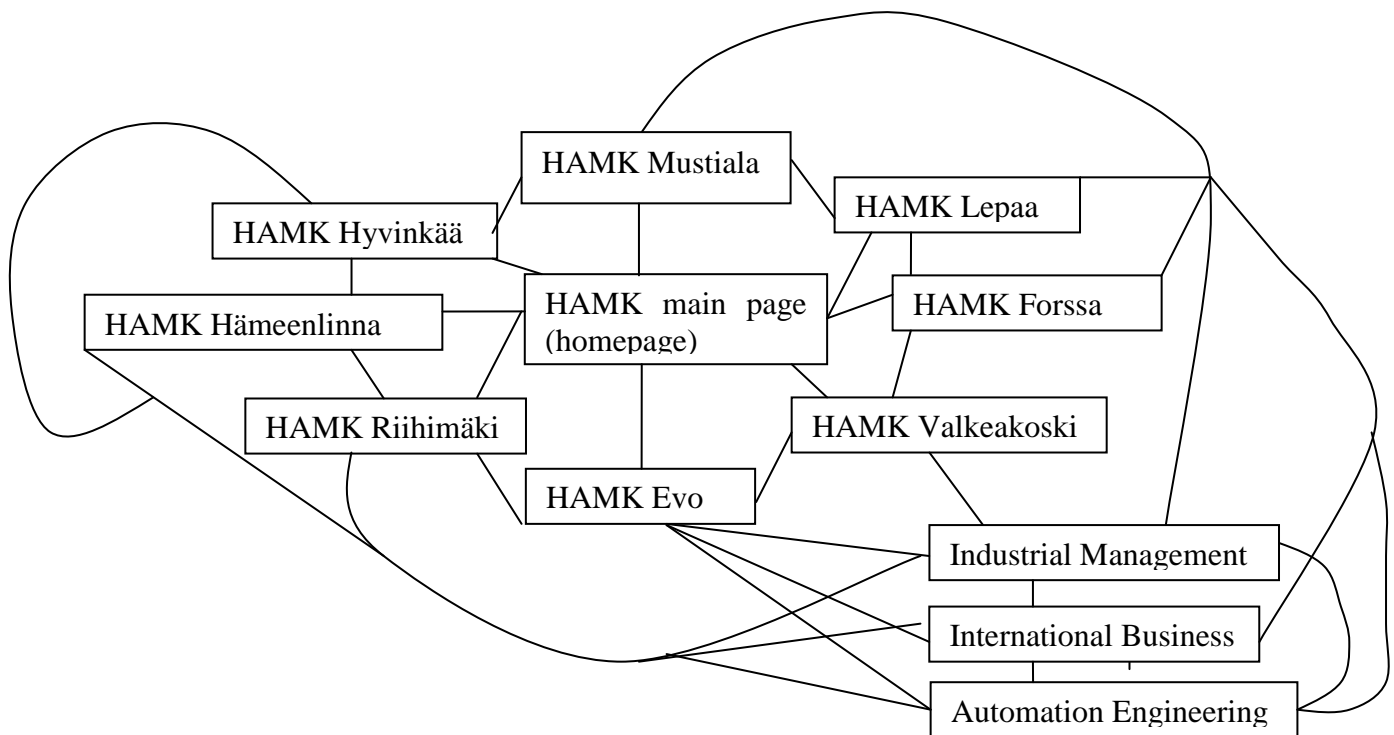 HAMK Mustiala
HAMK Lepaa
HAMK Hyvinkää
HAMK main page
(homepage)
HAMK Forssa
HAMK Hämeenlinna
HAMK Riihimäki
HAMK Valkeakoski
HAMK Evo
Industrial Management
International Business
Automation Engineering